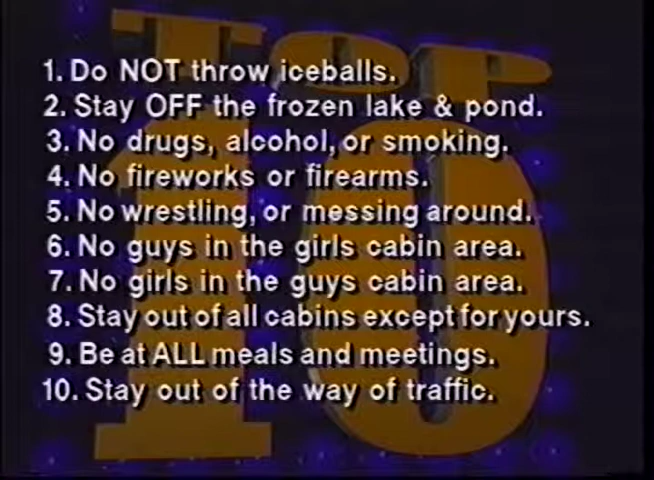 TOP
10
1. Do NOT throw iceballs.
2. Stay OFF the frozen lake & pond.
3. No drugs, alcohol, or smoking.
4. No fireworks or firearms.
5. No wrestling, or messing around.
6. No guys in the girls cabin area.
7. No girls in the guys cabin area.
8. Stay out of all cabins except for yours.
9. Be at ALL meals and meetings.
10. Stay out of the way of traffic.